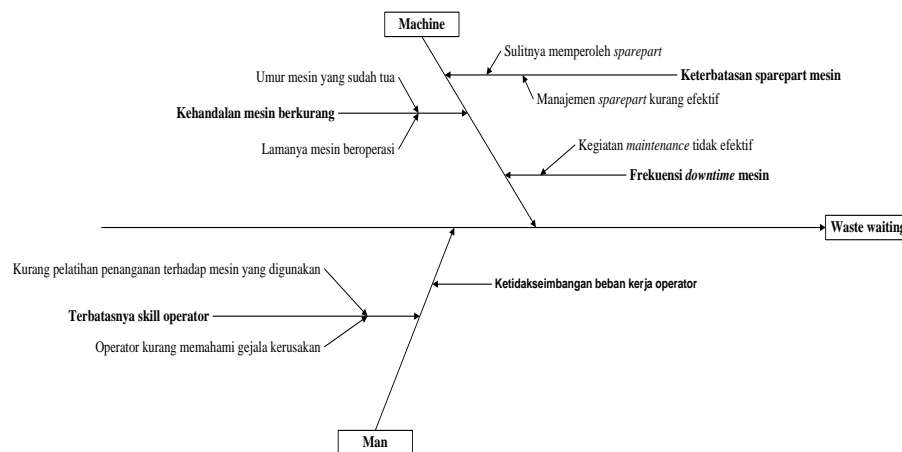 Machine
Sulitnya memperoleh sparepart
Keterbatasan sparepart mesin
Manajemen sparepart kurang efektif
Umur mesin yang sudah tua
Kehandalan mesin berkurang
Lamanya mesin beroperasi
Kegiatan maintenance tidak efektif
Frekuensi downtime mesin
Waste waiting
Kurang pelatihan penanganan terhadap mesin yang digunakan
Ketidakseimbangan beban kerja operator
Terbatasnya skill operator
Operator kurang memahami gejala kerusakan
Man